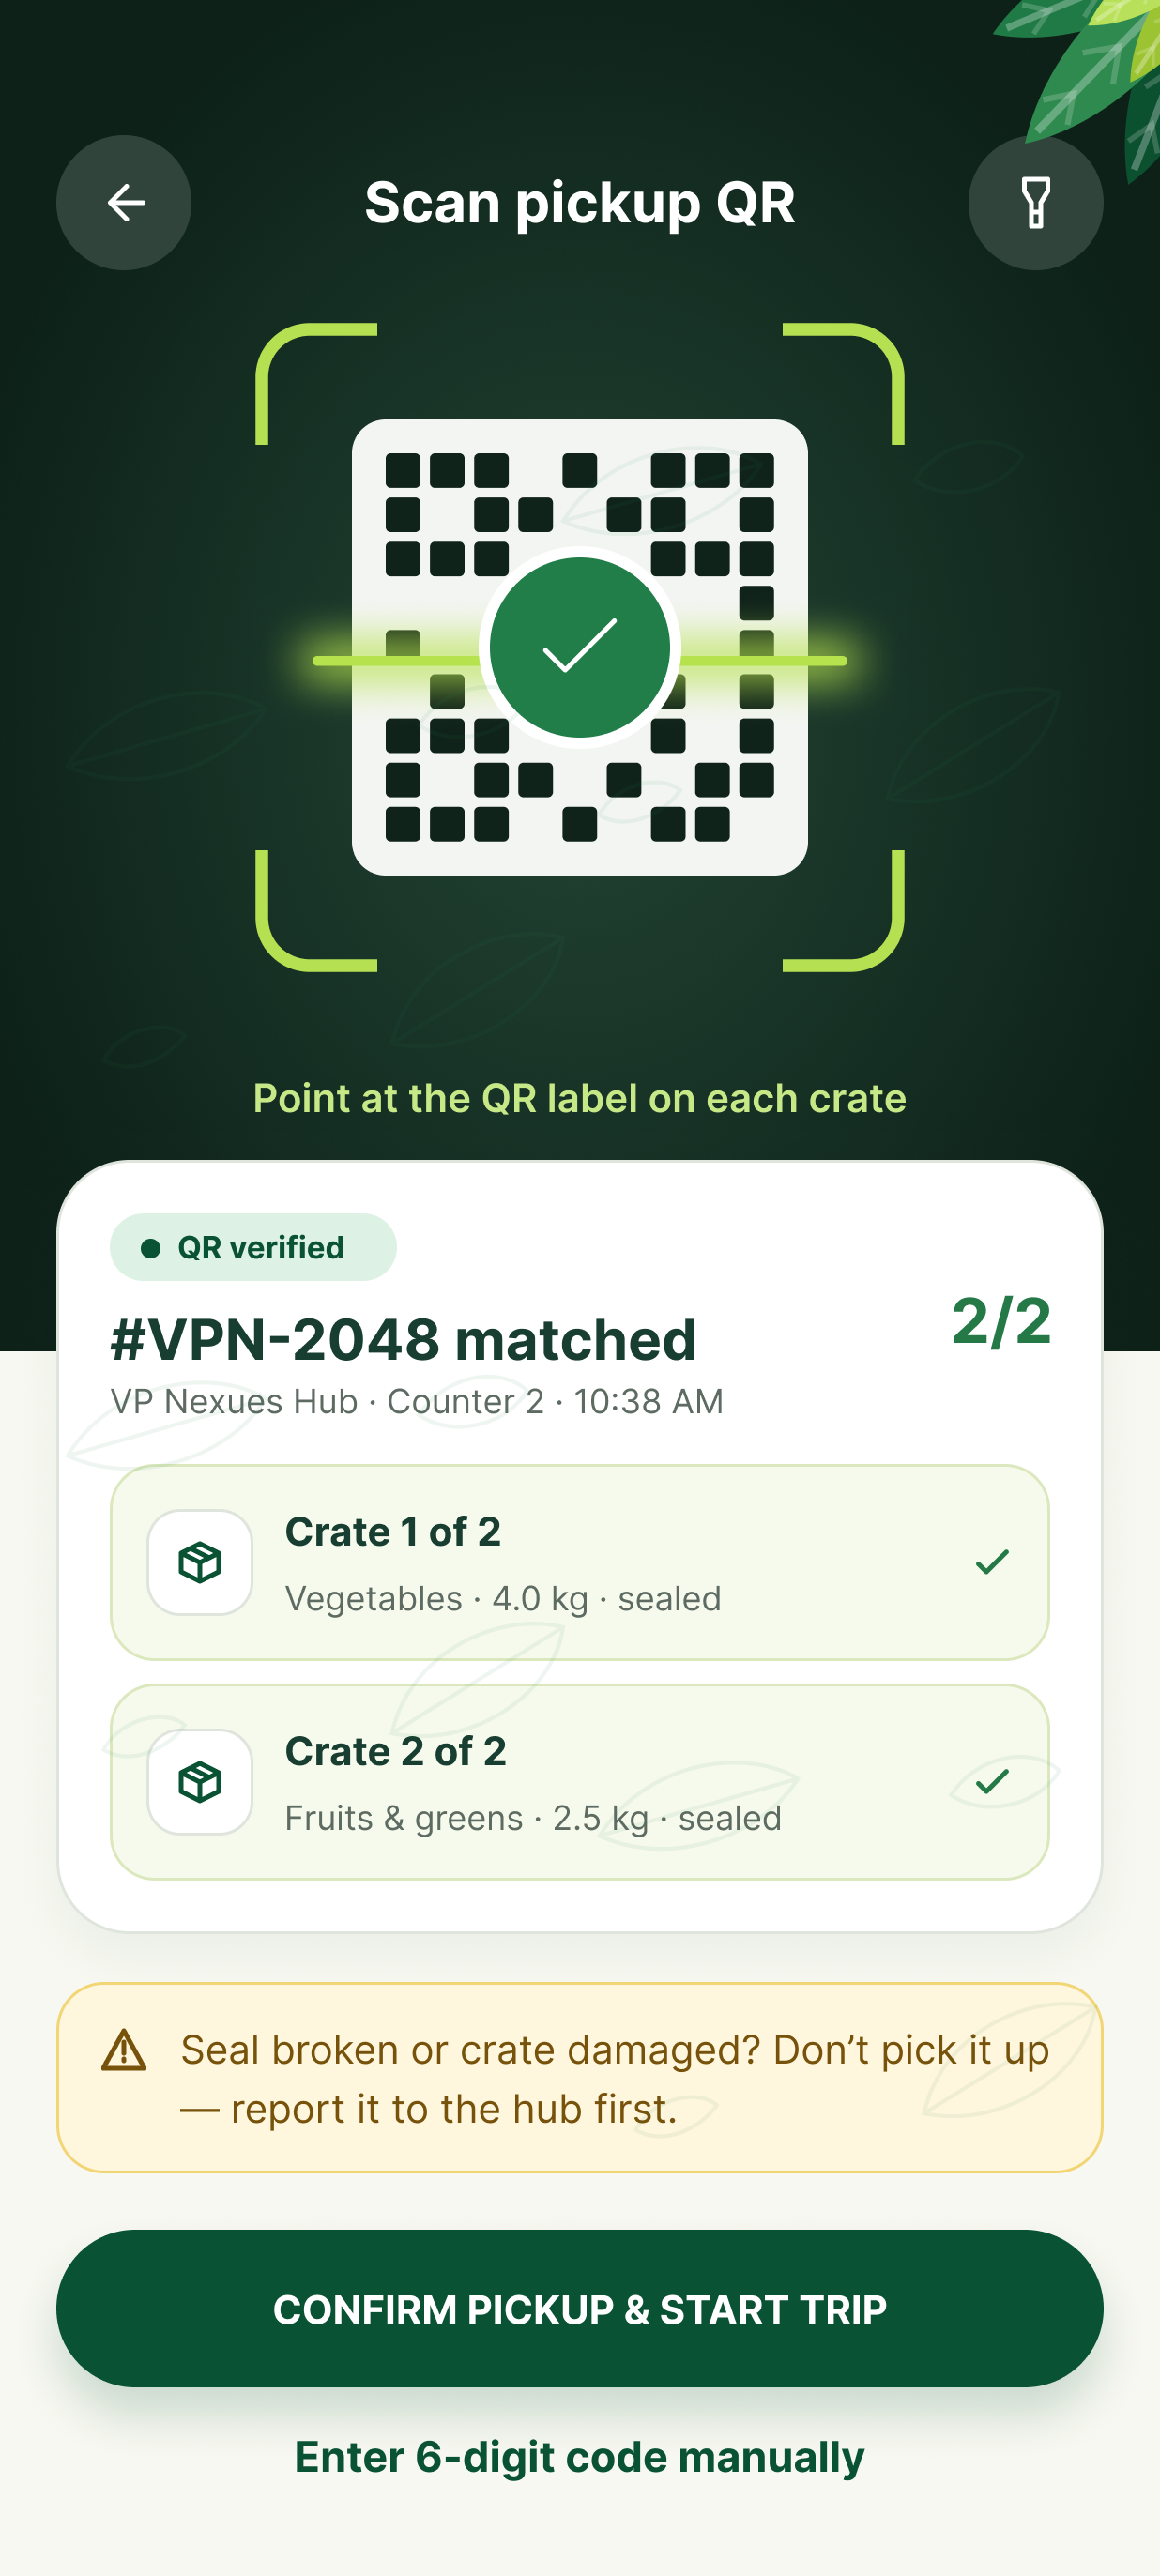 Scan pickup QR
Point at the QR label on each crate
QR verified
#VPN-2048 matched
2/2
VP Nexues Hub · Counter 2 · 10:38 AM
Crate 1 of 2
Vegetables · 4.0 kg · sealed
Crate 2 of 2
Fruits & greens · 2.5 kg · sealed
Seal broken or crate damaged? Don’t pick it up
— report it to the hub first.
CONFIRM PICKUP & START TRIP
Enter 6-digit code manually